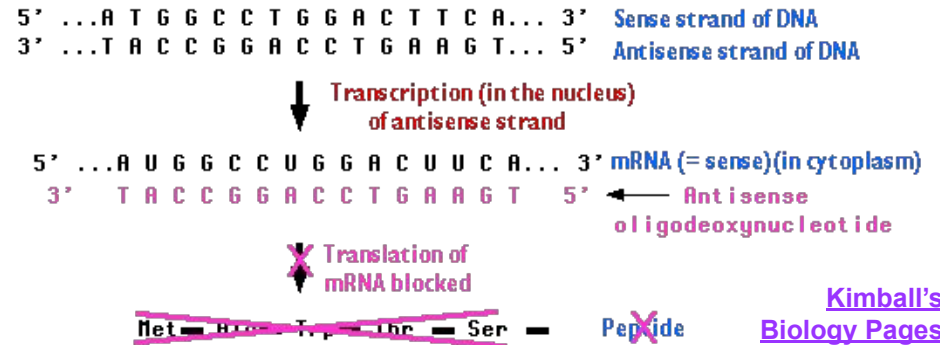 5' ...A T G G C C T G G A C T T C A... 3' Sense strand of DNA
3' ...T A C C G G A C C T G A A G T... 5' Antisense strand of DNA
Transcription (in the nucleus)
of antisense strand
5' ...A U G G C C U G G A C U U C A... 3' mRNA (= sense)(in cytoplasm)
3' T A C C G G A C C T G A A G T 5' Antisense
oligodeoxynucleotide
Translation of
mRNA blocked
Met Thr Ser Peptide
Kimball's
Biology Pages